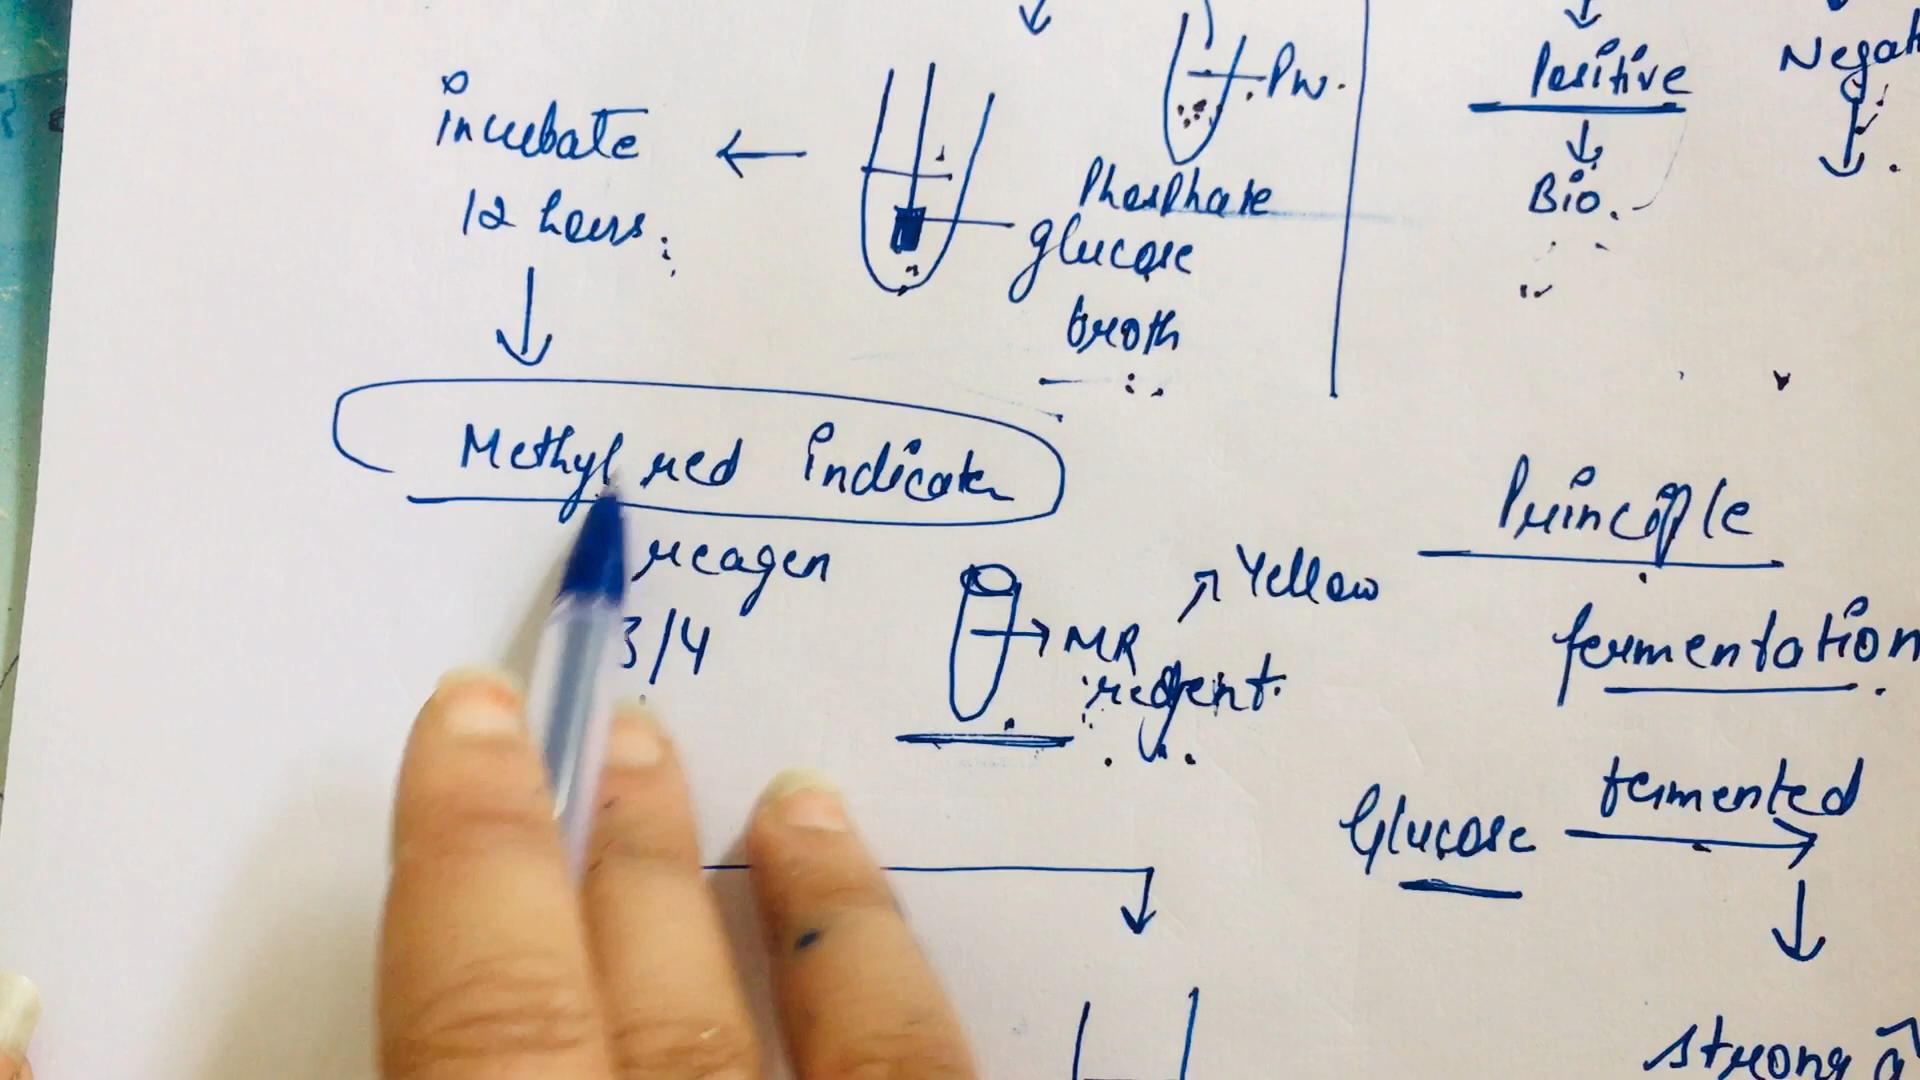 Pw.
Phosphate
glucose
broth
incubate
12 hours.
Methyl red indicator
reagen
3/4
MR
reagent.
Yellow
Positive
Bio.
Negat
Principle
fermentation
Glucose
fermented
strong